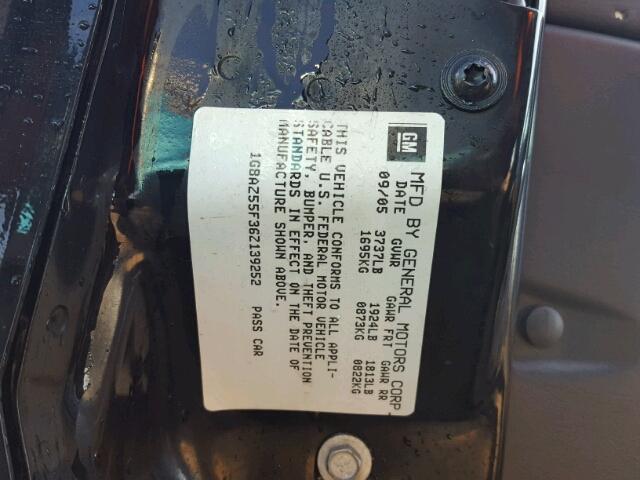 GM
MFD BY GENERAL MOTORS CORP
DATE GVWR GAWR FRT GAWR RR
09/05 3737LB 1924LB 1813LB
1695KG 0873KG 0822KG
THIS VEHICLE CONFORMS TO ALL APPLI-
CABLE U.S. FEDERAL MOTOR VEHICLE
SAFETY, BUMPER, AND THEFT PREVENTION
STANDARDS IN EFFECT ON THE DATE OF
MANUFACTURE SHOWN ABOVE.
1G8AZ55F36Z139252 PASS CAR